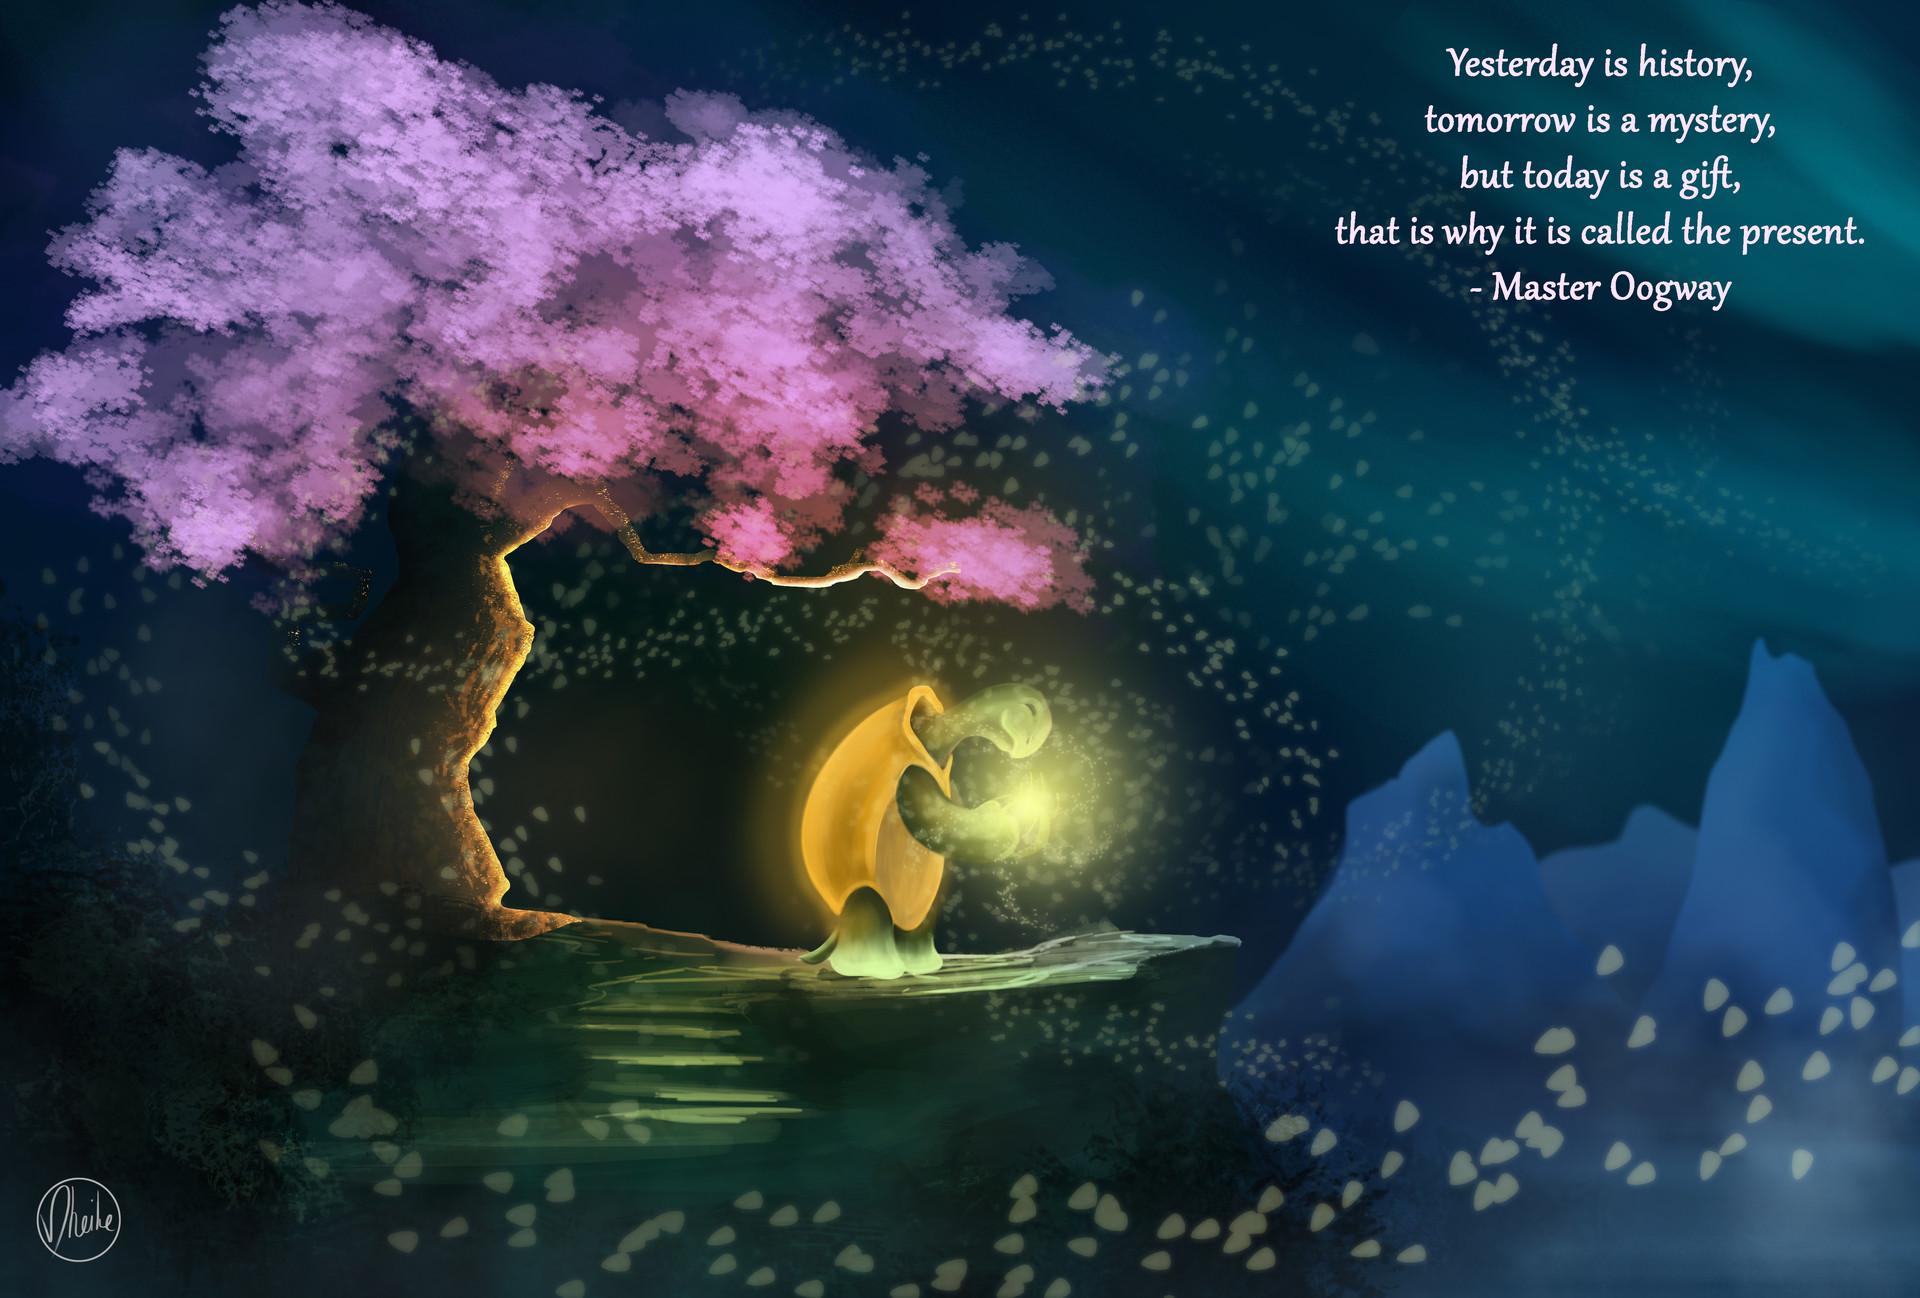 Yesterday is history,
tomorrow is a mystery,
but today is a gift,
that is why it is called the present.
- Master Oogway